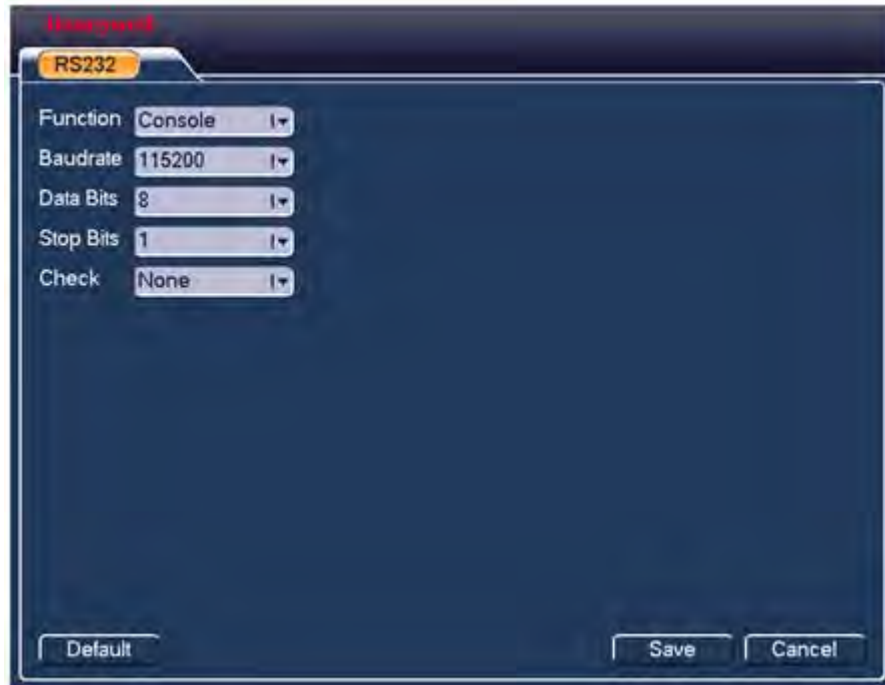 Honeywell
RS232
Function Console
Baudrate 115200
Data Bits 8
Stop Bits 1
Check None
Default Save Cancel